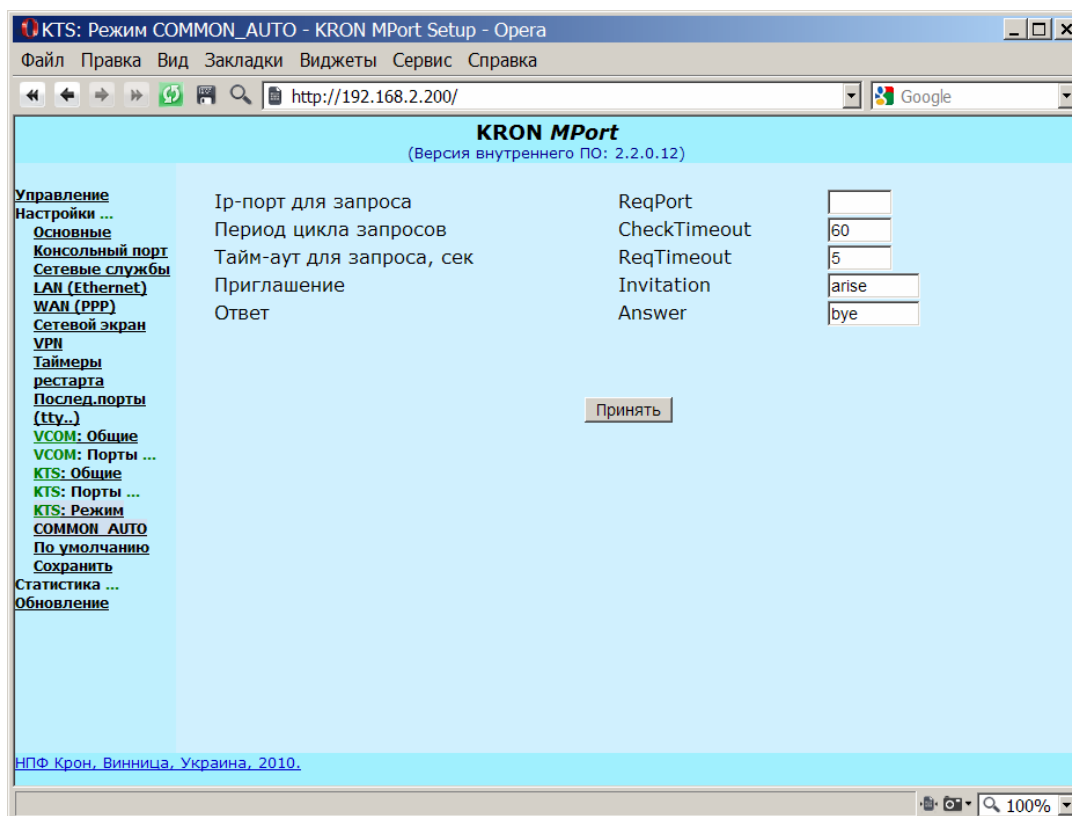 KTS: Режим COMMON_AUTO - KRON MPort Setup - Opera
Файл Правка Вид Закладки Виджеты Сервис Справка
http://192.168.2.200/ Google
KRON MPort
(Версия внутреннего ПО: 2.2.0.12)
Управление
Настройки ...
Основные
Консольный порт
Сетевые службы
LAN (Ethernet)
WAN (PPP)
Сетевой экран
VPN
Таймеры
рестарта
Послед.порты
(tty..)
VCOM: Общие
VCOM: Порты ...
KTS: Общие
KTS: Порты ...
KTS: Режим
COMMON_AUTO
По умолчанию
Сохранить
Статистика ...
Обновление
Ip-порт для запроса ReqPort
Период цикла запросов CheckTimeout 60
Тайм-аут для запроса, сек ReqTimeout 5
Приглашение Invitation arise
Ответ Answer bye
Принять
НПФ Крон, Винница, Украина, 2010.
100%